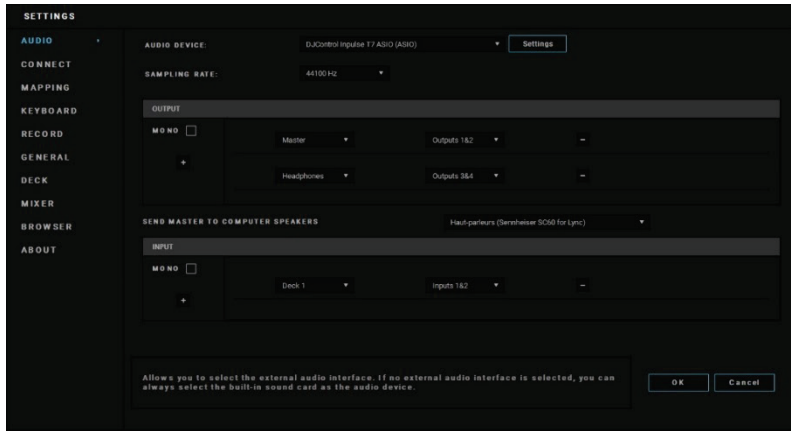 SETTINGS
AUDIO
CONNECT
MAPPING
KEYBOARD
RECORD
GENERAL
DECK
MIXER
BROWSER
ABOUT
AUDIO DEVICE: DJControl Inpulse T7 ASIO (ASIO) Settings
SAMPLING RATE: 44100 Hz
OUTPUT
MONO
Master Outputs 1&2 -
+
Headphones Outputs 3&4 -
SEND MASTER TO COMPUTER SPEAKERS Haut-parleurs (Sennheiser SC60 for Lync)
INPUT
MONO
Deck 1 Inputs 1&2 -
+
Allows you to select the external audio interface. If no external audio interface is selected, you can
always select the built-in sound card as the audio device.
OK Cancel